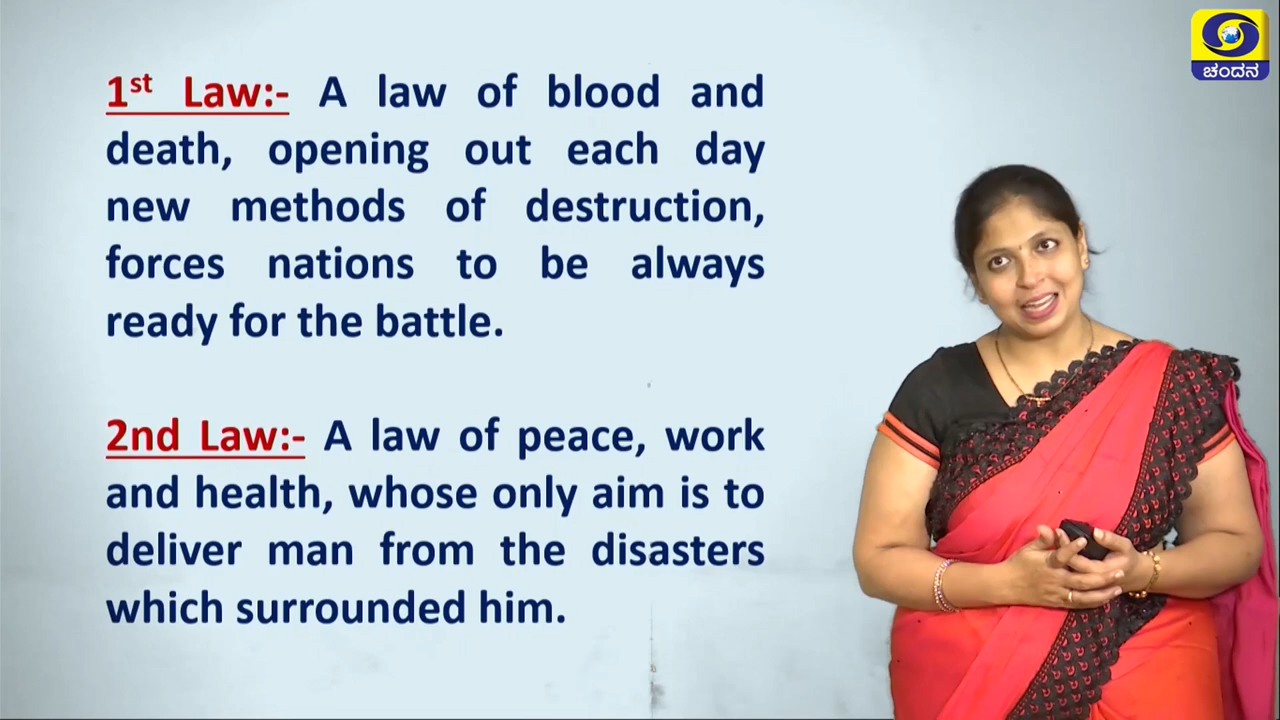 ಚಂದನ
1st Law:- A law of blood and
death, opening out each day
new methods of destruction,
forces nations to be always
ready for the battle.
2nd Law:- A law of peace, work
and health, whose only aim is to
deliver man from the disasters
which surrounded him.